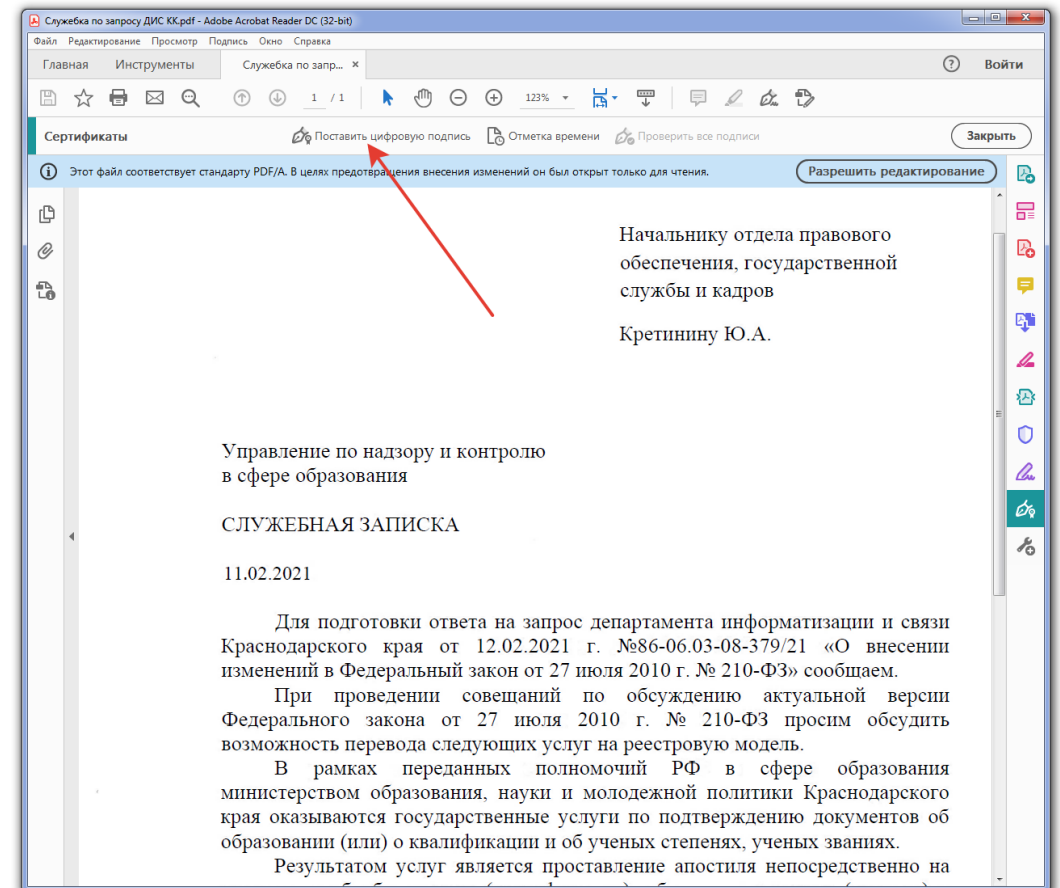 Служебка по запросу ДИС КК.pdf - Adobe Acrobat Reader DC (32-bit)
Файл Редактирование Просмотр Подпись Окно Справка
Главная Инструменты Служебка по запр... × ? Войти
1 / 1 123%
Сертификаты Поставить цифровую подпись Отметка времени Проверить все подписи Закрыть
Этот файл соответствует стандарту PDF/A. В целях предотвращения внесения изменений он был открыт только для чтения. Разрешить редактирование
Начальнику отдела правового
обеспечения, государственной
службы и кадров
Кретинину Ю.А.
Управление по надзору и контролю
в сфере образования
СЛУЖЕБНАЯ ЗАПИСКА
11.02.2021
Для подготовки ответа на запрос департамента информатизации и связи
Краснодарского края от 12.02.2021 г. №86-06.03-08-379/21 «О внесении
изменений в Федеральный закон от 27 июля 2010 г. № 210-ФЗ» сообщаем.
При проведении совещаний по обсуждению актуальной версии
Федерального закона от 27 июля 2010 г. № 210-ФЗ просим обсудить
возможность перевода следующих услуг на реестровую модель.
В рамках переданных полномочий РФ в сфере образования
министерством образования, науки и молодежной политики Краснодарского
края оказываются государственные услуги по подтверждению документов об
образовании (или) о квалификации и об ученых степенях, ученых званиях.
Результатом услуг является проставление апостиля непосредственно на